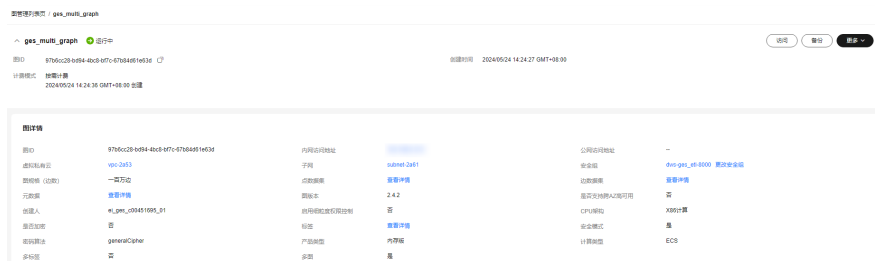 图管理列表页 / ges_multi_graph
ges_multi_graph 运行中 访问 备份 更多
图ID 97b6cc28-bd94-4bc8-bf7c-67b84d61e63d 创建时间 2024/05/24 14:24:27 GMT+08:00
计费模式 按需计费
2024/05/24 14:24:36 GMT+08:00 创建
图详情
图ID 97b6cc28-bd94-4bc8-bf7c-67b84d61e63d 内网访问地址 公网访问地址 --
虚拟私有云 vpc-2a53 子网 subnet-2a61 安全组 dws-ges_etl-8000 更改安全组
图规格（边数） 一百万边 点数据集 查看详情 边数据集 查看详情
元数据 查看详情 图版本 2.4.2 是否支持跨AZ高可用 否
创建人 ei_ges_c00451695_01 启用细粒度权限控制 否 CPU架构 X86计算
是否加密 否 标签 查看详情 安全模式 是
密码算法 generalCipher 产品类型 内存版 计算类型 ECS
多标签 否 多图 是